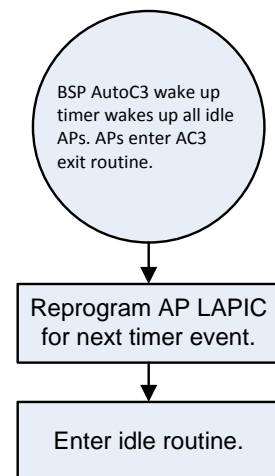 BSP AutoC3 wake up
timer wakes up all idle
APs. APs enter AC3
exit routine.
Reprogram AP LAPIC
for next timer event.
Enter idle routine.